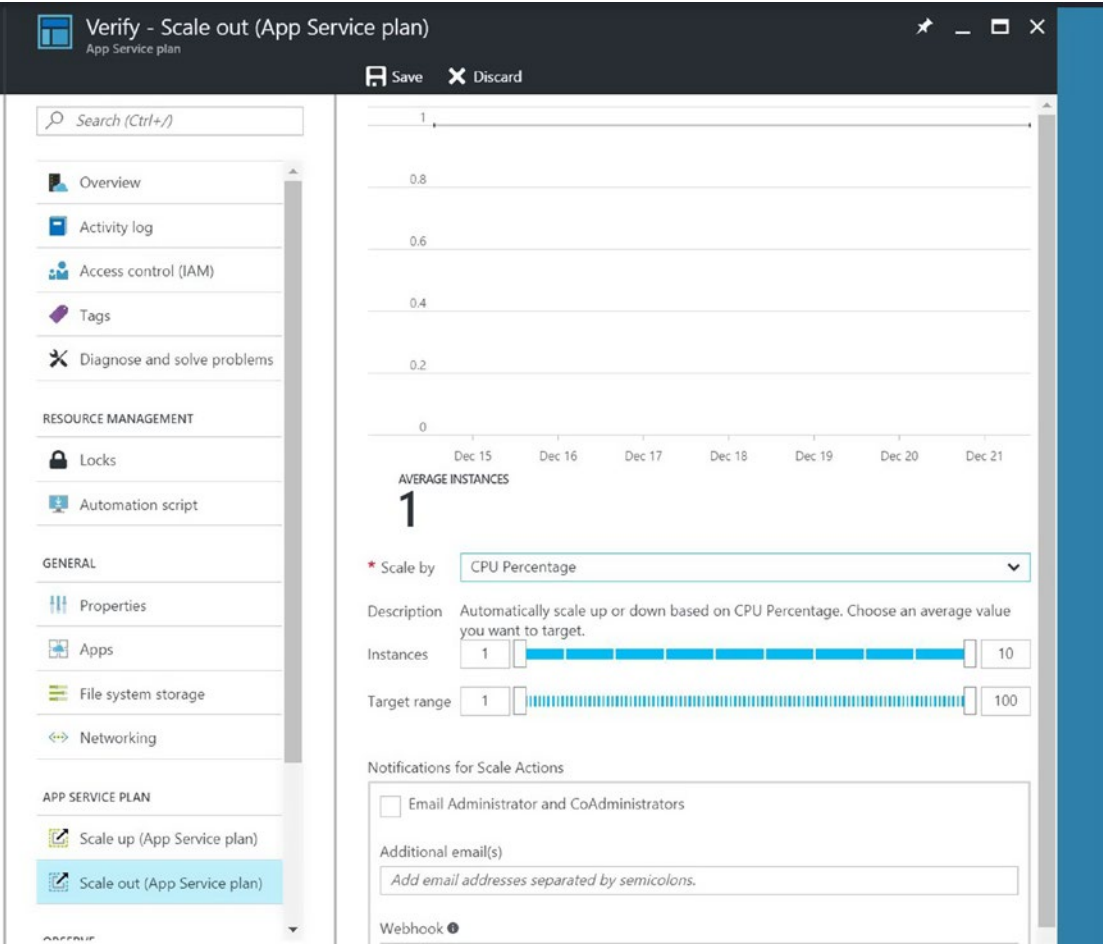 Verify - Scale out (App Service plan)
App Service plan
Save
Discard
Search (Ctrl+/)
Overview
Activity log
Access control (IAM)
Tags
Diagnose and solve problems
RESOURCE MANAGEMENT
Locks
Automation script
GENERAL
Properties
Apps
File system storage
Networking
APP SERVICE PLAN
Scale up (App Service plan)
Scale out (App Service plan)
OBSERVE
1
0.8
0.6
0.4
0.2
0
Dec 15 Dec 16 Dec 17 Dec 18 Dec 19 Dec 20 Dec 21
AVERAGE INSTANCES
1
* Scale by CPU Percentage
Description Automatically scale up or down based on CPU Percentage. Choose an average value
you want to target.
Instances 1 10
Target range 1 100
Notifications for Scale Actions
Email Administrator and CoAdministrators
Additional email(s)
Add email addresses separated by semicolons.
Webhook